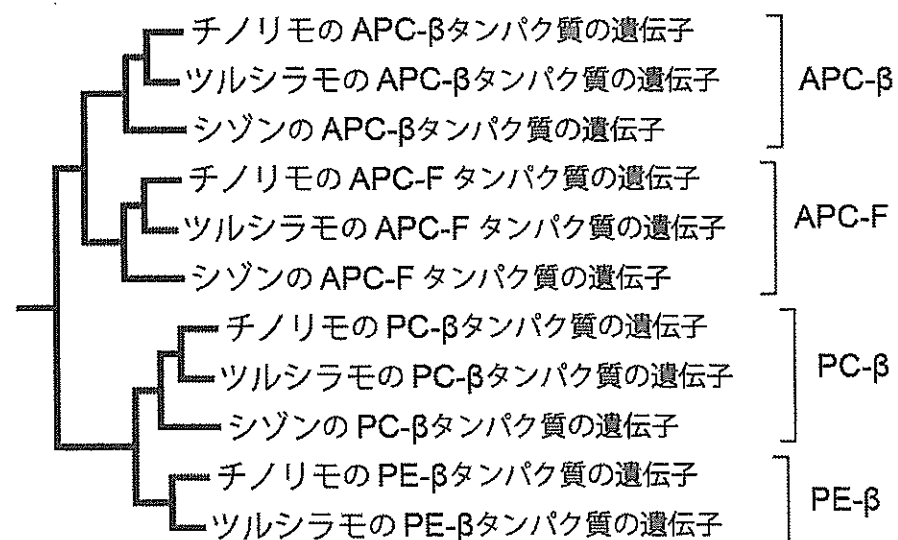 チノリモの APC-βタンパク質の遺伝子
ツルシラモの APC-βタンパク質の遺伝子
シゾンの APC-βタンパク質の遺伝子
APC-β
チノリモの APC-F タンパク質の遺伝子
ツルシラモの APC-F タンパク質の遺伝子
シゾンの APC-F タンパク質の遺伝子
APC-F
チノリモの PC-βタンパク質の遺伝子
ツルシラモの PC-βタンパク質の遺伝子
シゾンの PC-βタンパク質の遺伝子
PC-β
チノリモの PE-βタンパク質の遺伝子
ツルシラモの PE-βタンパク質の遺伝子
PE-β